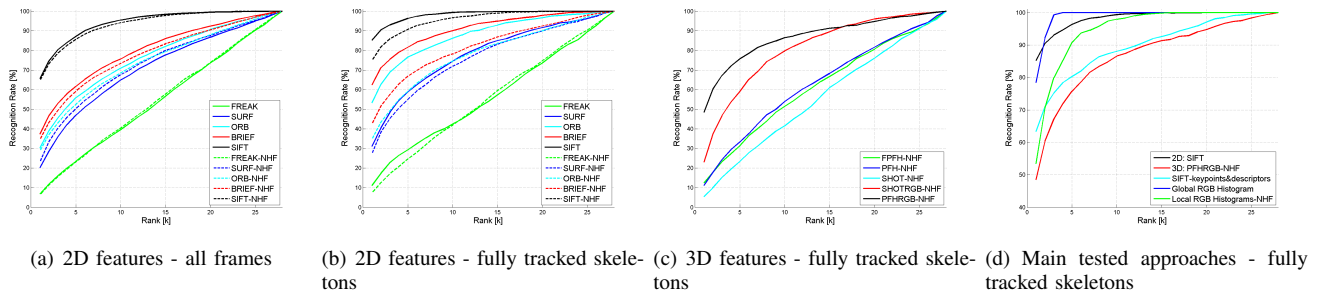 100
90
80
70
60
50
40
30
20
10
0
0 5 10 15 20 25
Recognition Rate [%]
Rank [k]
FREAK
SURF
ORB
BRIEF
SIFT
FREAK-NHF
SURF-NHF
ORB-NHF
BRIEF-NHF
SIFT-NHF
100
90
80
70
60
50
40
30
20
10
0
0 5 10 15 20 25
Recognition Rate [%]
Rank [k]
FREAK
SURF
ORB
BRIEF
SIFT
FREAK-NHF
SURF-NHF
ORB-NHF
BRIEF-NHF
SIFT-NHF
100
90
80
70
60
50
40
30
20
10
0
0 5 10 15 20 25
Recognition Rate [%]
Rank [k]
FPFH-NHF
PFH-NHF
SHOT-NHF
SHOTRGB-NHF
PFHRGB-NHF
100
90
80
70
60
50
40
0 5 10 15 20 25
Recognition Rate [%]
Rank [k]
2D: SIFT
3D: PFHRGB-NHF
SIFT-keypoints&descriptors
Global RGB Histogram
Local RGB Histograms-NHF
(a) 2D features - all frames
(b) 2D features - fully tracked skele-
tons
(c) 3D features - fully tracked skele-
tons
(d) Main tested approaches - fully
tracked skeletons